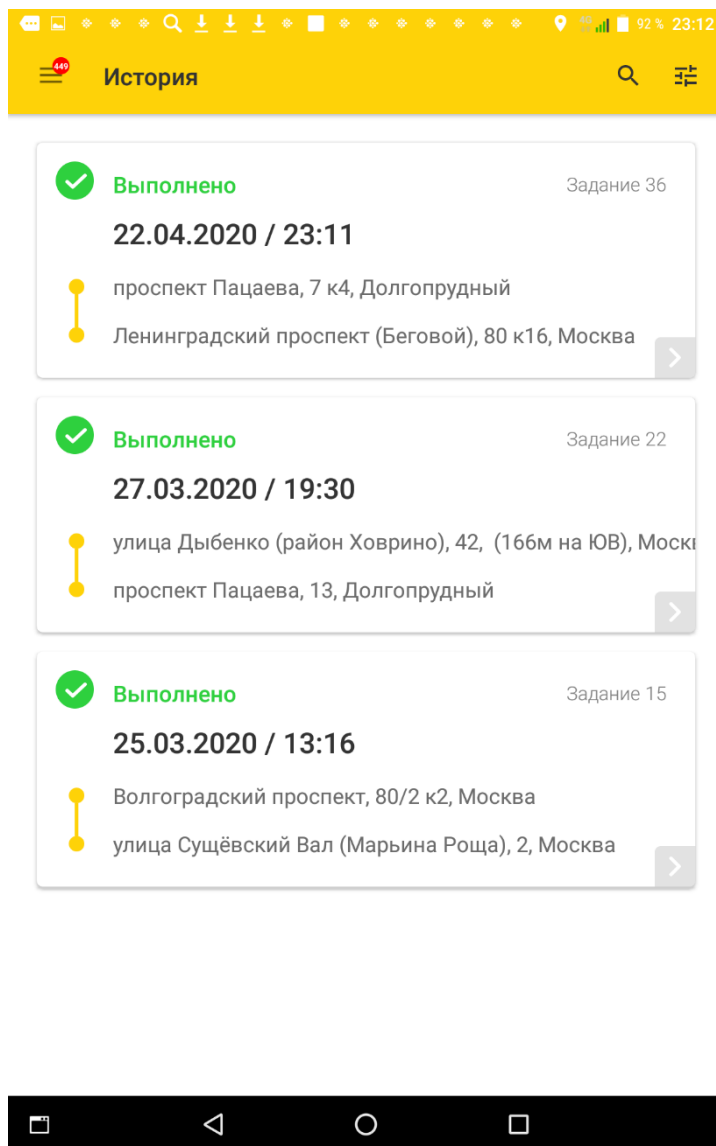 92 % 23:12
449
История
Выполнено Задание 36
22.04.2020 / 23:11
проспект Пацаева, 7 к4, Долгопрудный
Ленинградский проспект (Беговой), 80 к16, Москва
Выполнено Задание 22
27.03.2020 / 19:30
улица Дыбенко (район Ховрино), 42, (166м на ЮВ), Москв
проспект Пацаева, 13, Долгопрудный
Выполнено Задание 15
25.03.2020 / 13:16
Волгоградский проспект, 80/2 к2, Москва
улица Сущёвский Вал (Марьина Роща), 2, Москва